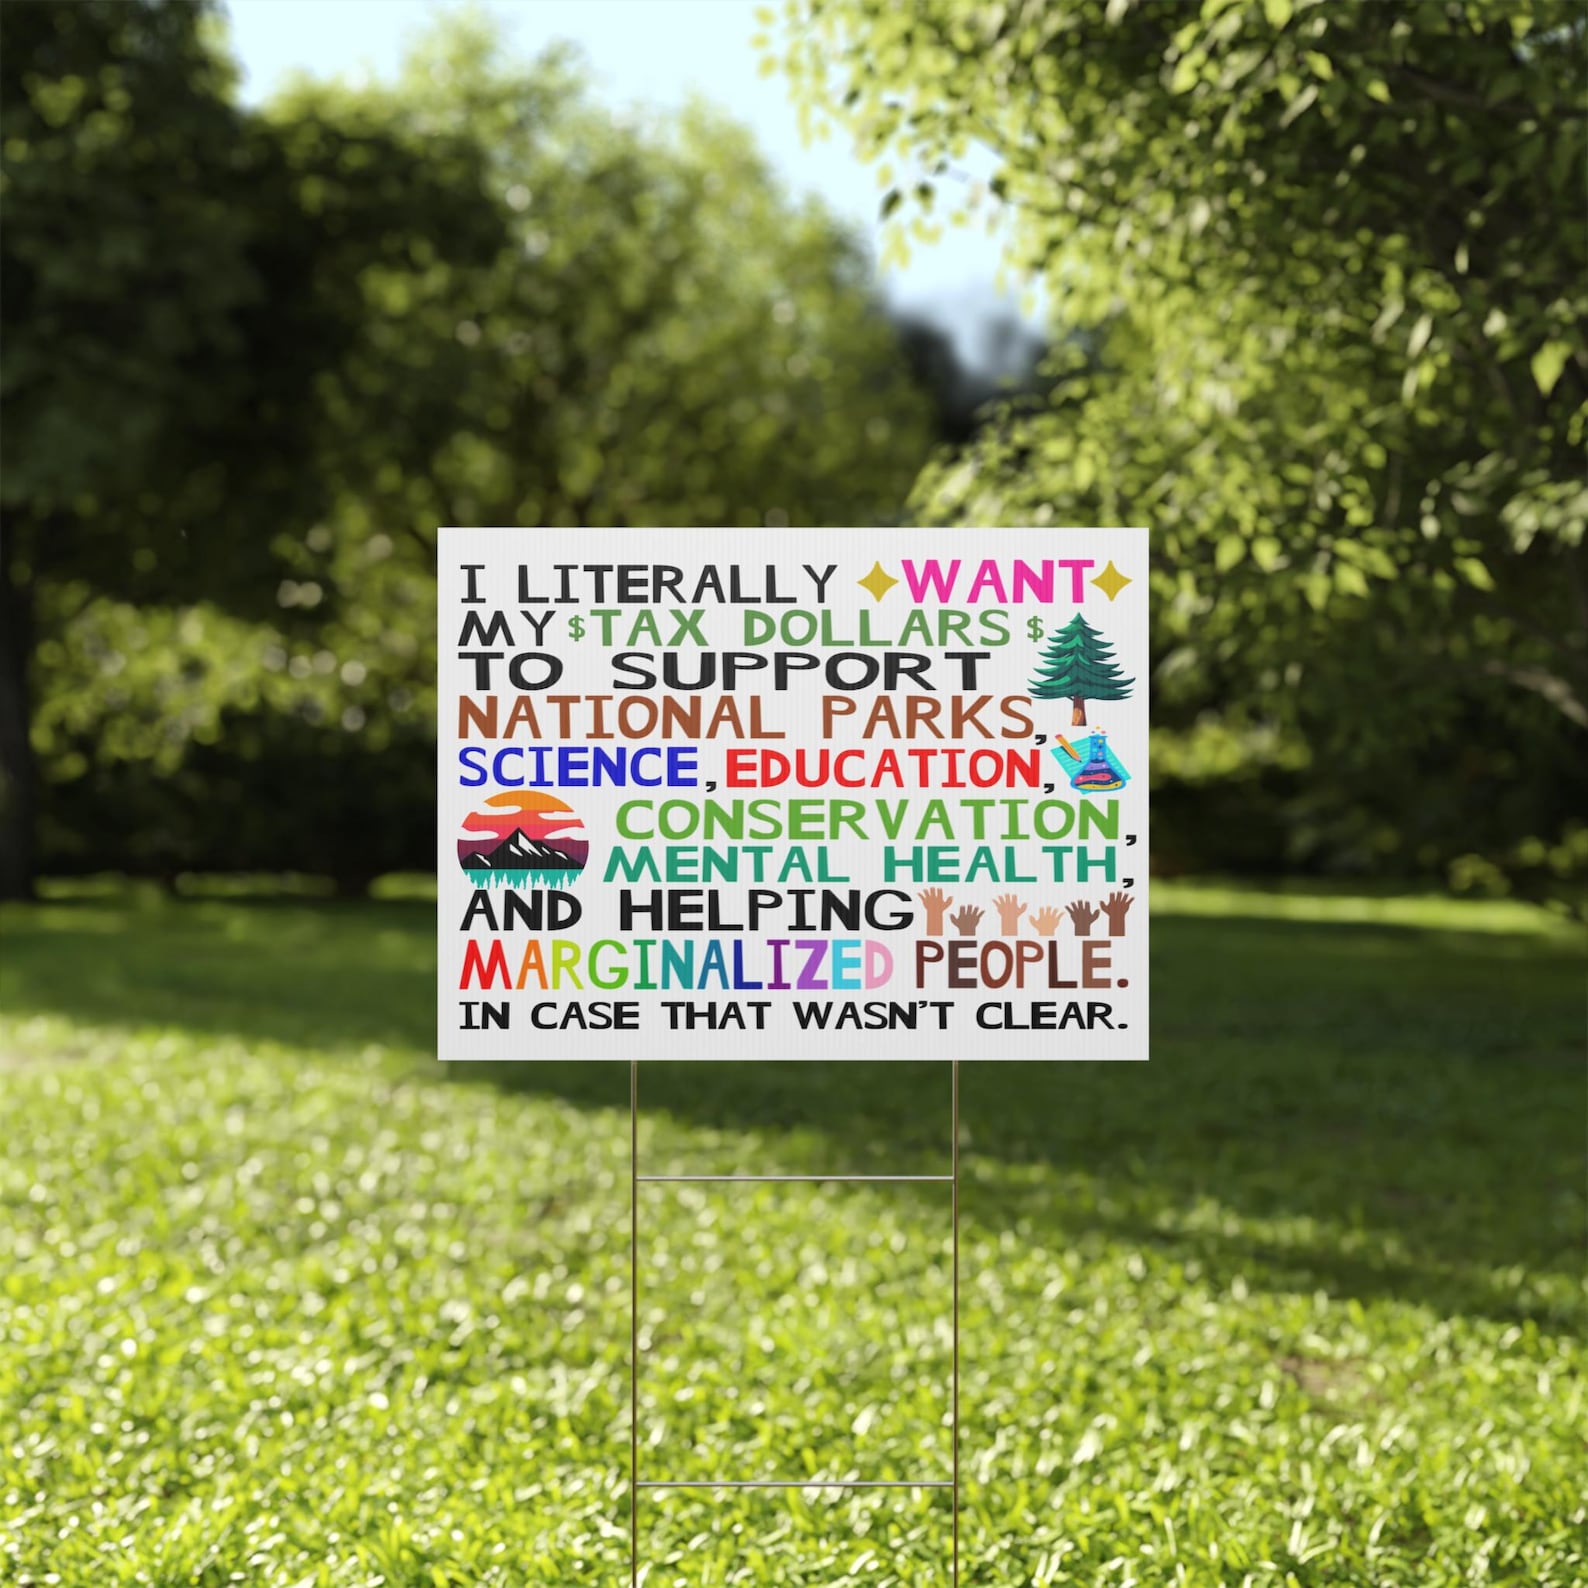 I LITERALLY WANT
MY $TAX DOLLARS$
TO SUPPORT
NATIONAL PARKS,
SCIENCE, EDUCATION,
CONSERVATION,
MENTAL HEALTH,
AND HELPING
MARGINALIZED PEOPLE.
IN CASE THAT WASN'T CLEAR.